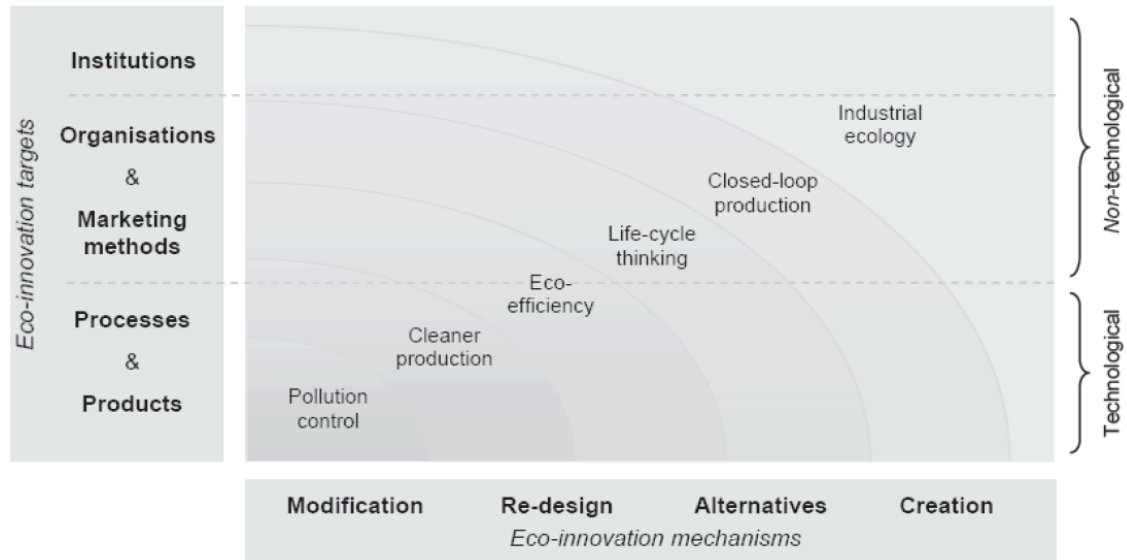 Eco-innovation targets
Institutions
Organisations
&
Marketing
methods
Processes
&
Products
Industrial
ecology
Closed-loop
production
Life-cycle
thinking
Eco-
efficiency
Cleaner
production
Pollution
control
Non-technological
Technological
Modification Re-design Alternatives Creation
Eco-innovation mechanisms